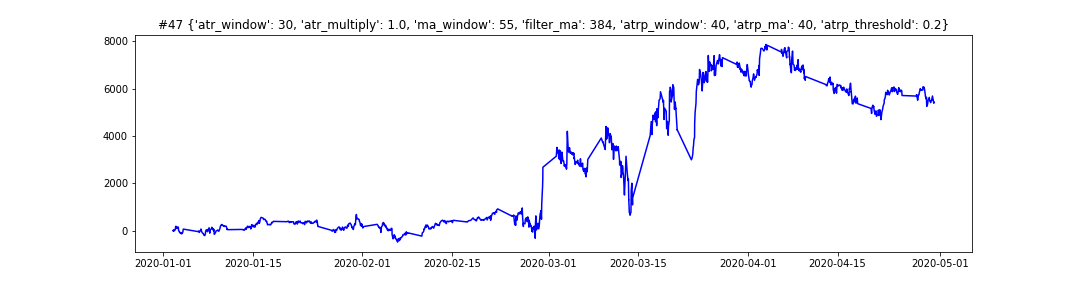 #47 {'atr_window': 30, 'atr_multiply': 1.0, 'ma_window': 55, 'filter_ma': 384, 'atrp_window': 40, 'atrp_ma': 40, 'atrp_threshold': 0.2}
8000
6000
4000
2000
0
2020-01-01 2020-01-15 2020-02-01 2020-02-15 2020-03-01 2020-03-15 2020-04-01 2020-04-15 2020-05-01